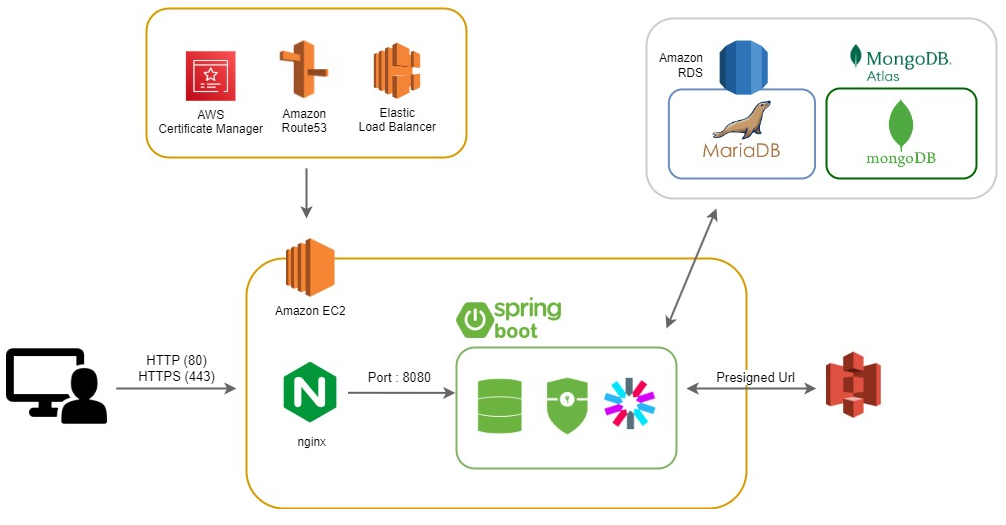 AWS
Certificate Manager
Amazon
Route53
Elastic
Load Balancer
Amazon
RDS
MariaDB
MongoDB.
Atlas
mongoDB
Amazon EC2
spring
boot
HTTP (80)
HTTPS (443)
N
nginx
Port : 8080
Presigned Url